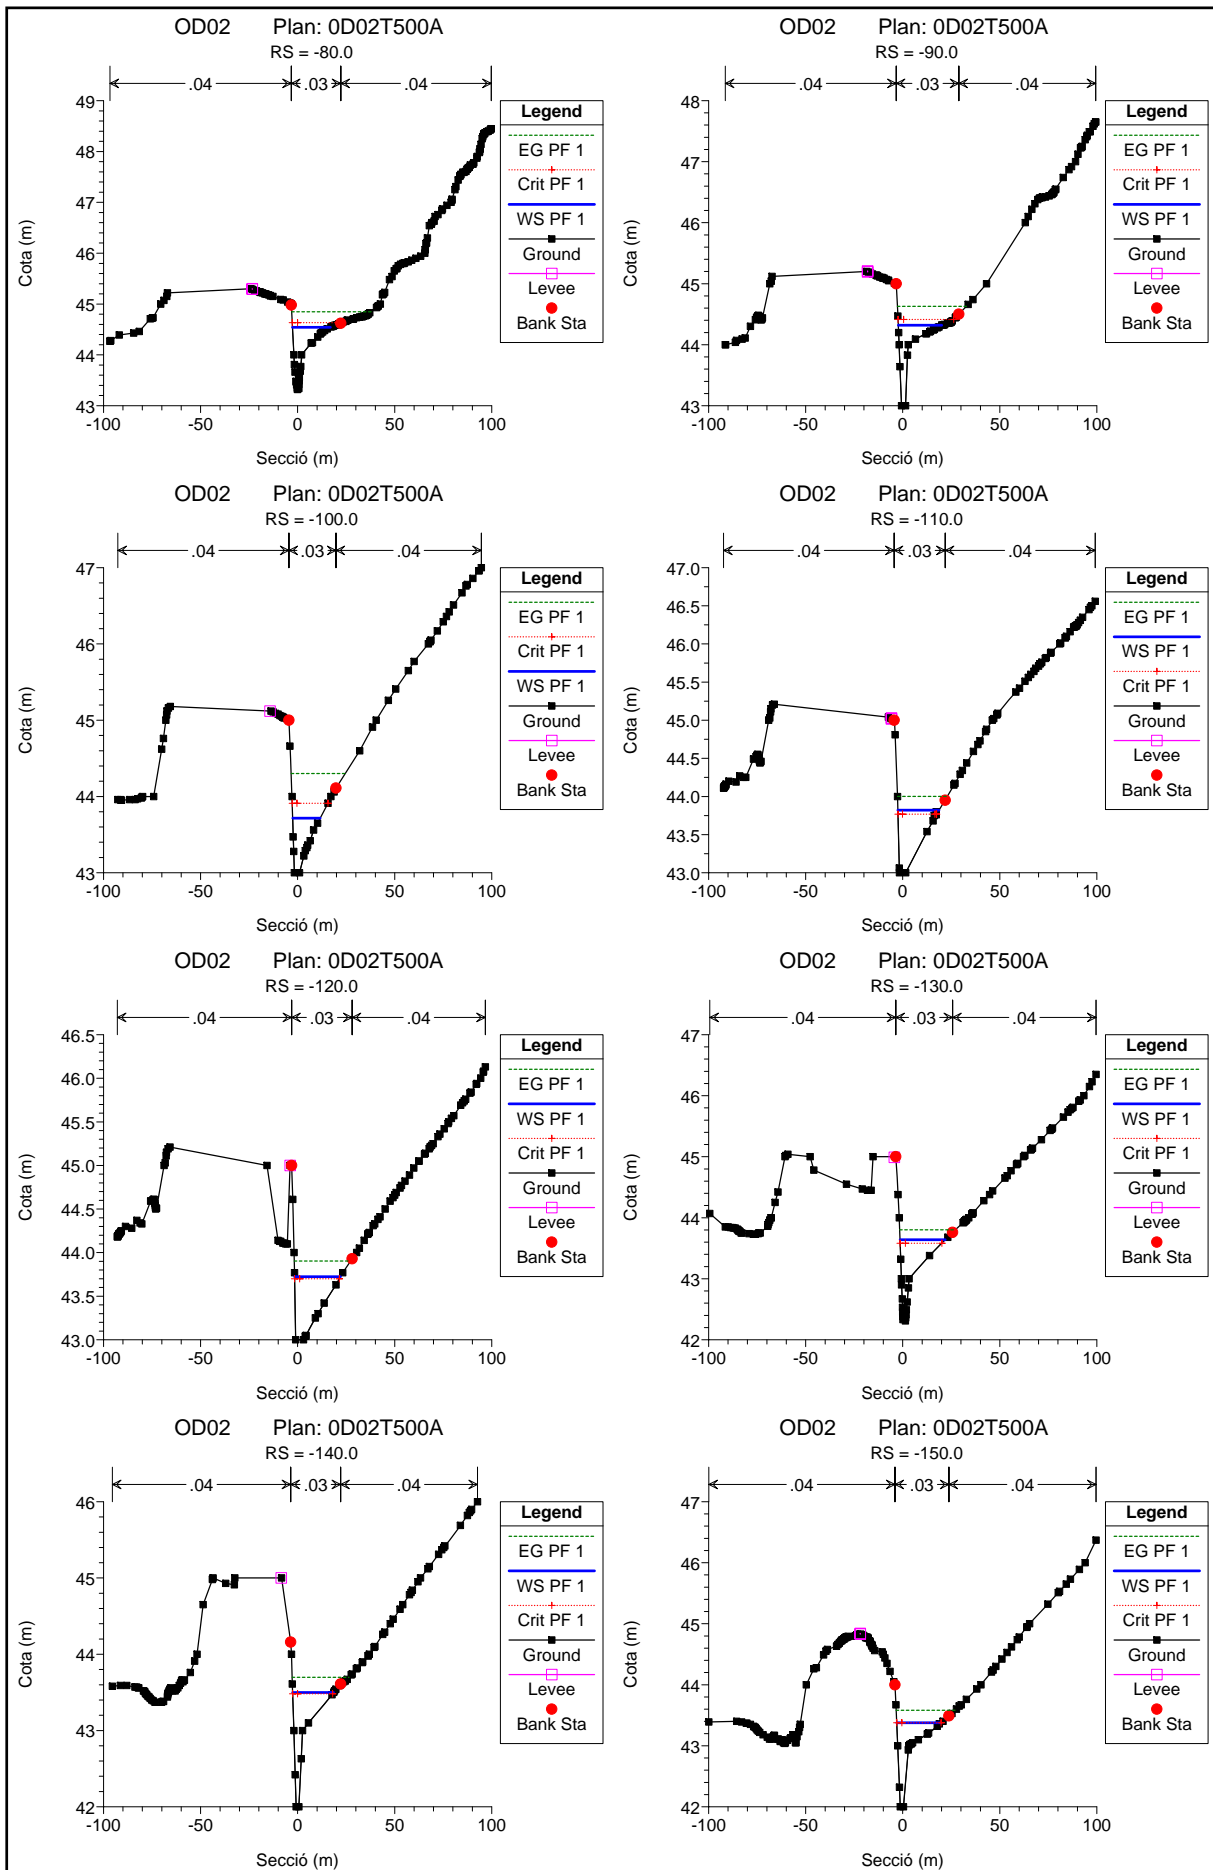 OD02 Plan: 0D02T500A
RS = -80.0
.04 .03 .04
49
48
47
46
45
44
43
-100 -50 0 50 100
Cota (m)
Secció (m)
Legend
EG PF 1
Crit PF 1
WS PF 1
Ground
Levee
Bank Sta
OD02 Plan: 0D02T500A
RS = -90.0
.04 .03 .04
48
47
46
45
44
43
-100 -50 0 50 100
Cota (m)
Secció (m)
Legend
EG PF 1
Crit PF 1
WS PF 1
Ground
Levee
Bank Sta
OD02 Plan: 0D02T500A
RS = -100.0
.04 .03 .04
47
46
45
44
43
-100 -50 0 50 100
Cota (m)
Secció (m)
Legend
EG PF 1
Crit PF 1
WS PF 1
Ground
Levee
Bank Sta
OD02 Plan: 0D02T500A
RS = -110.0
.04 .03 .04
47.0
46.5
46.0
45.5
45.0
44.5
44.0
43.5
43.0
-100 -50 0 50 100
Cota (m)
Secció (m)
Legend
EG PF 1
WS PF 1
Crit PF 1
Ground
Levee
Bank Sta
OD02 Plan: 0D02T500A
RS = -120.0
.04 .03 .04
46.5
46.0
45.5
45.0
44.5
44.0
43.5
43.0
-100 -50 0 50 100
Cota (m)
Secció (m)
Legend
EG PF 1
WS PF 1
Crit PF 1
Ground
Levee
Bank Sta
OD02 Plan: 0D02T500A
RS = -130.0
.04 .03 .04
47
46
45
44
43
42
-100 -50 0 50 100
Cota (m)
Secció (m)
Legend
EG PF 1
WS PF 1
Crit PF 1
Ground
Levee
Bank Sta
OD02 Plan: 0D02T500A
RS = -140.0
.04 .03 .04
46
45
44
43
42
-100 -50 0 50 100
Cota (m)
Secció (m)
Legend
EG PF 1
WS PF 1
Crit PF 1
Ground
Levee
Bank Sta
OD02 Plan: 0D02T500A
RS = -150.0
.04 .03 .04
47
46
45
44
43
42
-100 -50 0 50 100
Cota (m)
Secció (m)
Legend
EG PF 1
WS PF 1
Crit PF 1
Ground
Levee
Bank Sta